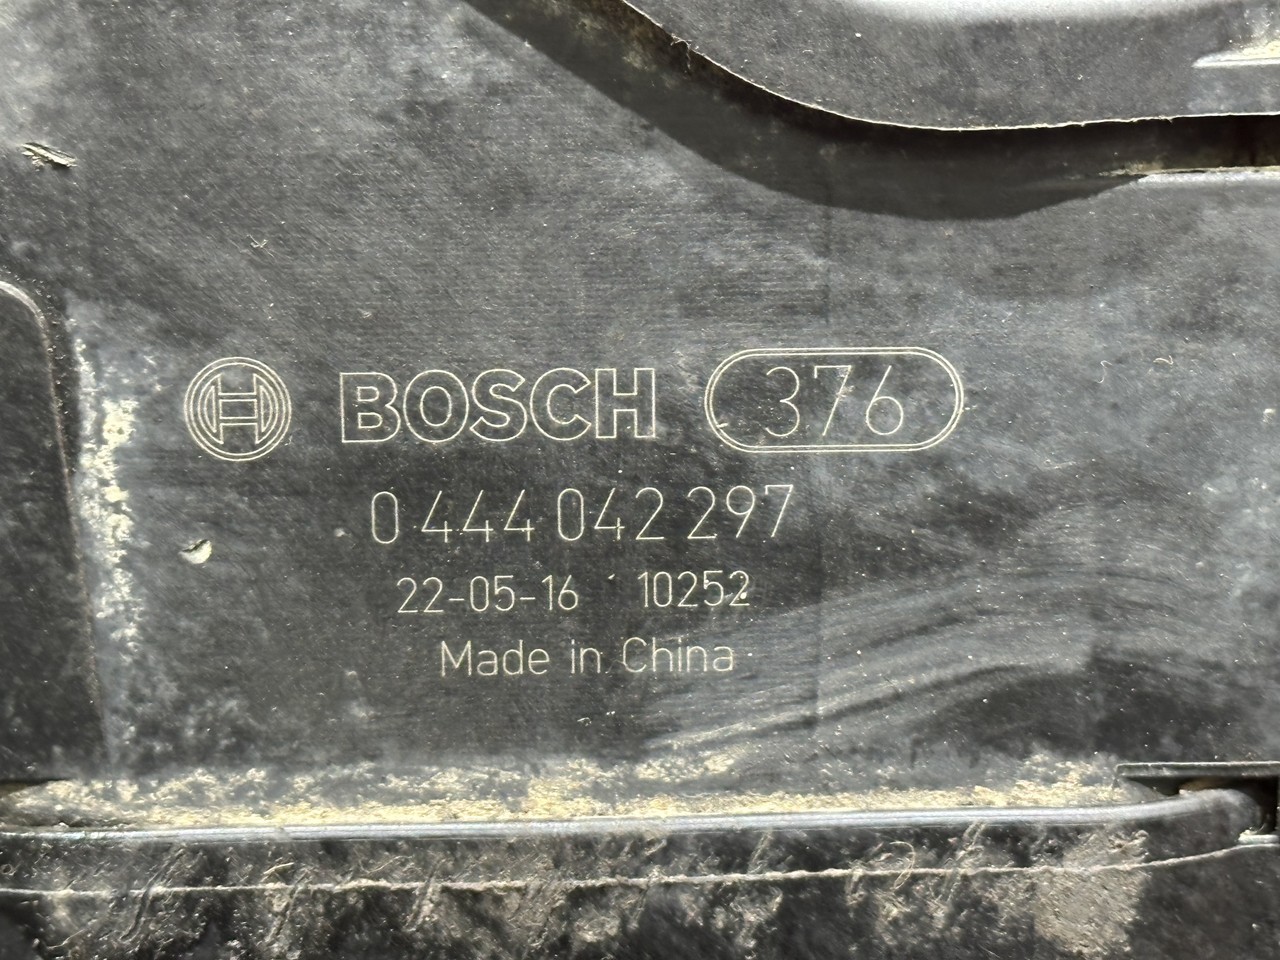 BOSCH 376
0 444 042 297
22-05-16 10252
Made in China